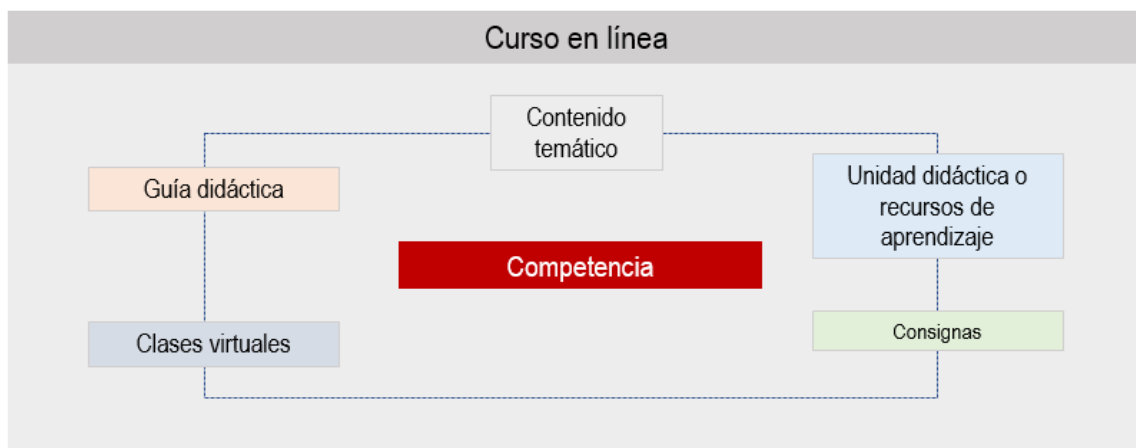 Curso en línea
Contenido
temático
Guía didáctica
Unidad didáctica o
recursos de
aprendizaje
Competencia
Clases virtuales
Consignas